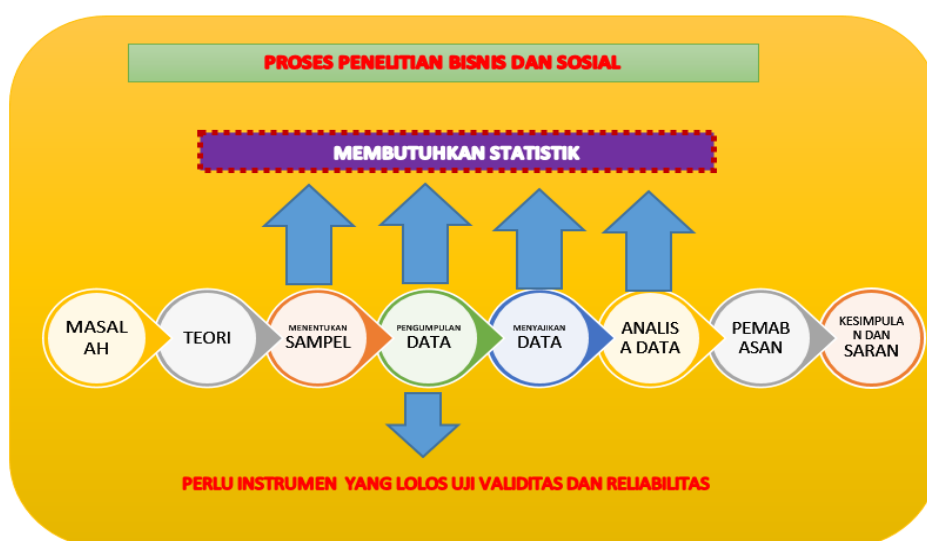 PROSES PENELITIAN BISNIS DAN SOSIAL
MEMBUTUHKAN STATISTIK
MASAL
AH
TEORI
MENENTUKAN
SAMPEL
PENGUMPULAN
DATA
MENYAJIKAN
DATA
ANALIS
A DATA
PEMAB
ASAN
KESIMPULA
N DAN
SARAN
PERLU INSTRUMEN YANG LOLOS UJI VALIDITAS DAN RELIABILITAS